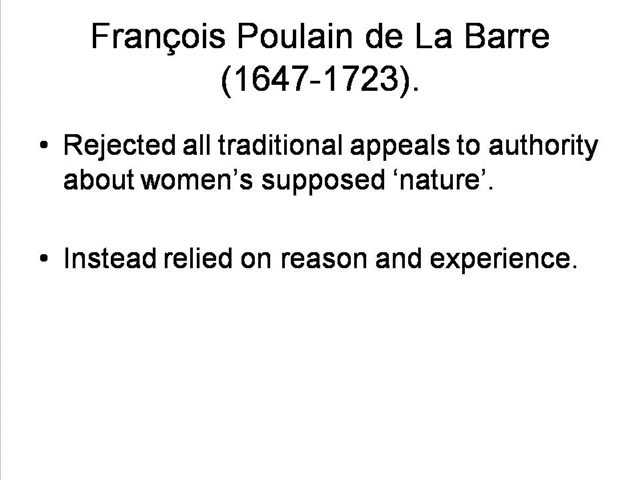 François Poulain de La Barre
(1647-1723).
• Rejected all traditional appeals to authority
about women’s supposed ‘nature’.
• Instead relied on reason and experience.